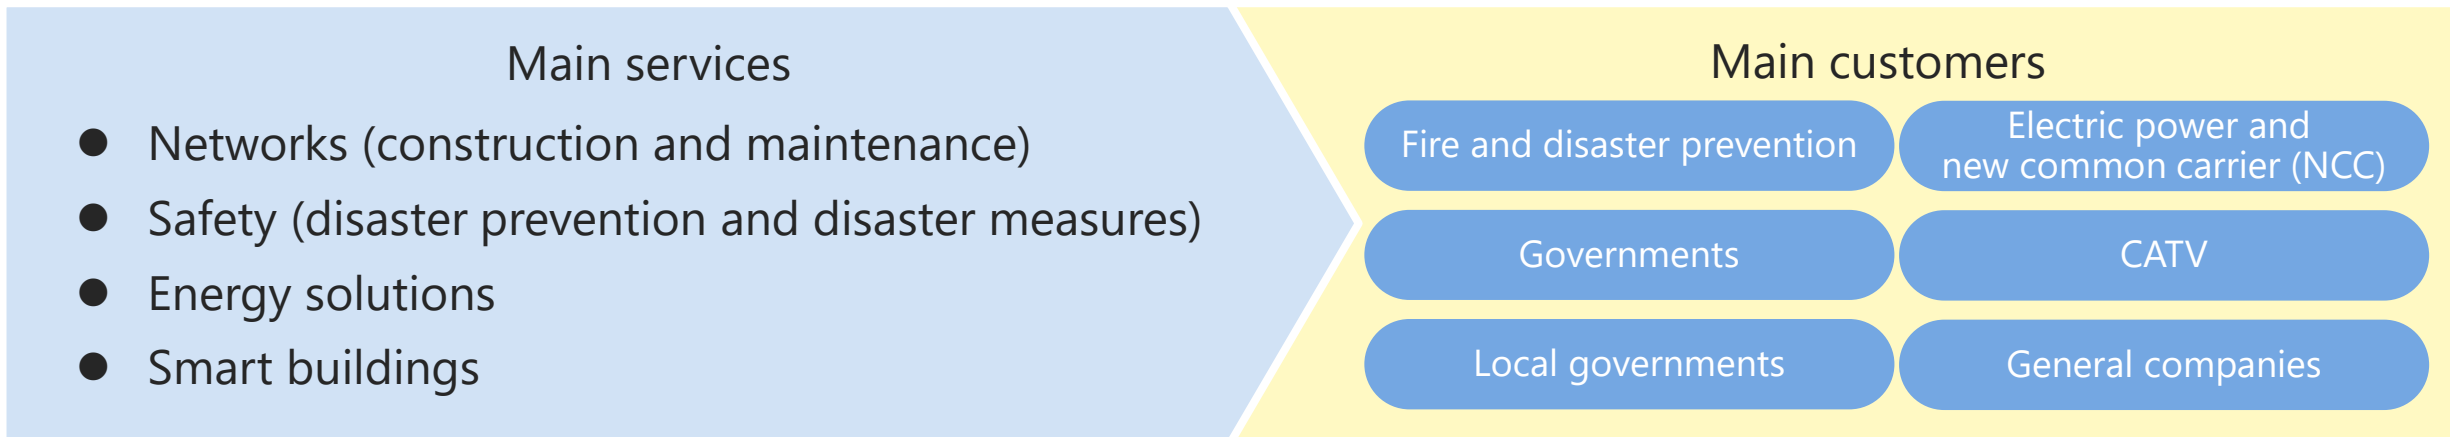 Main services
● Networks (construction and maintenance)
● Safety (disaster prevention and disaster measures)
● Energy solutions
● Smart buildings
Main customers
Fire and disaster prevention
Electric power and
new common carrier (NCC)
Governments
CATV
Local governments
General companies